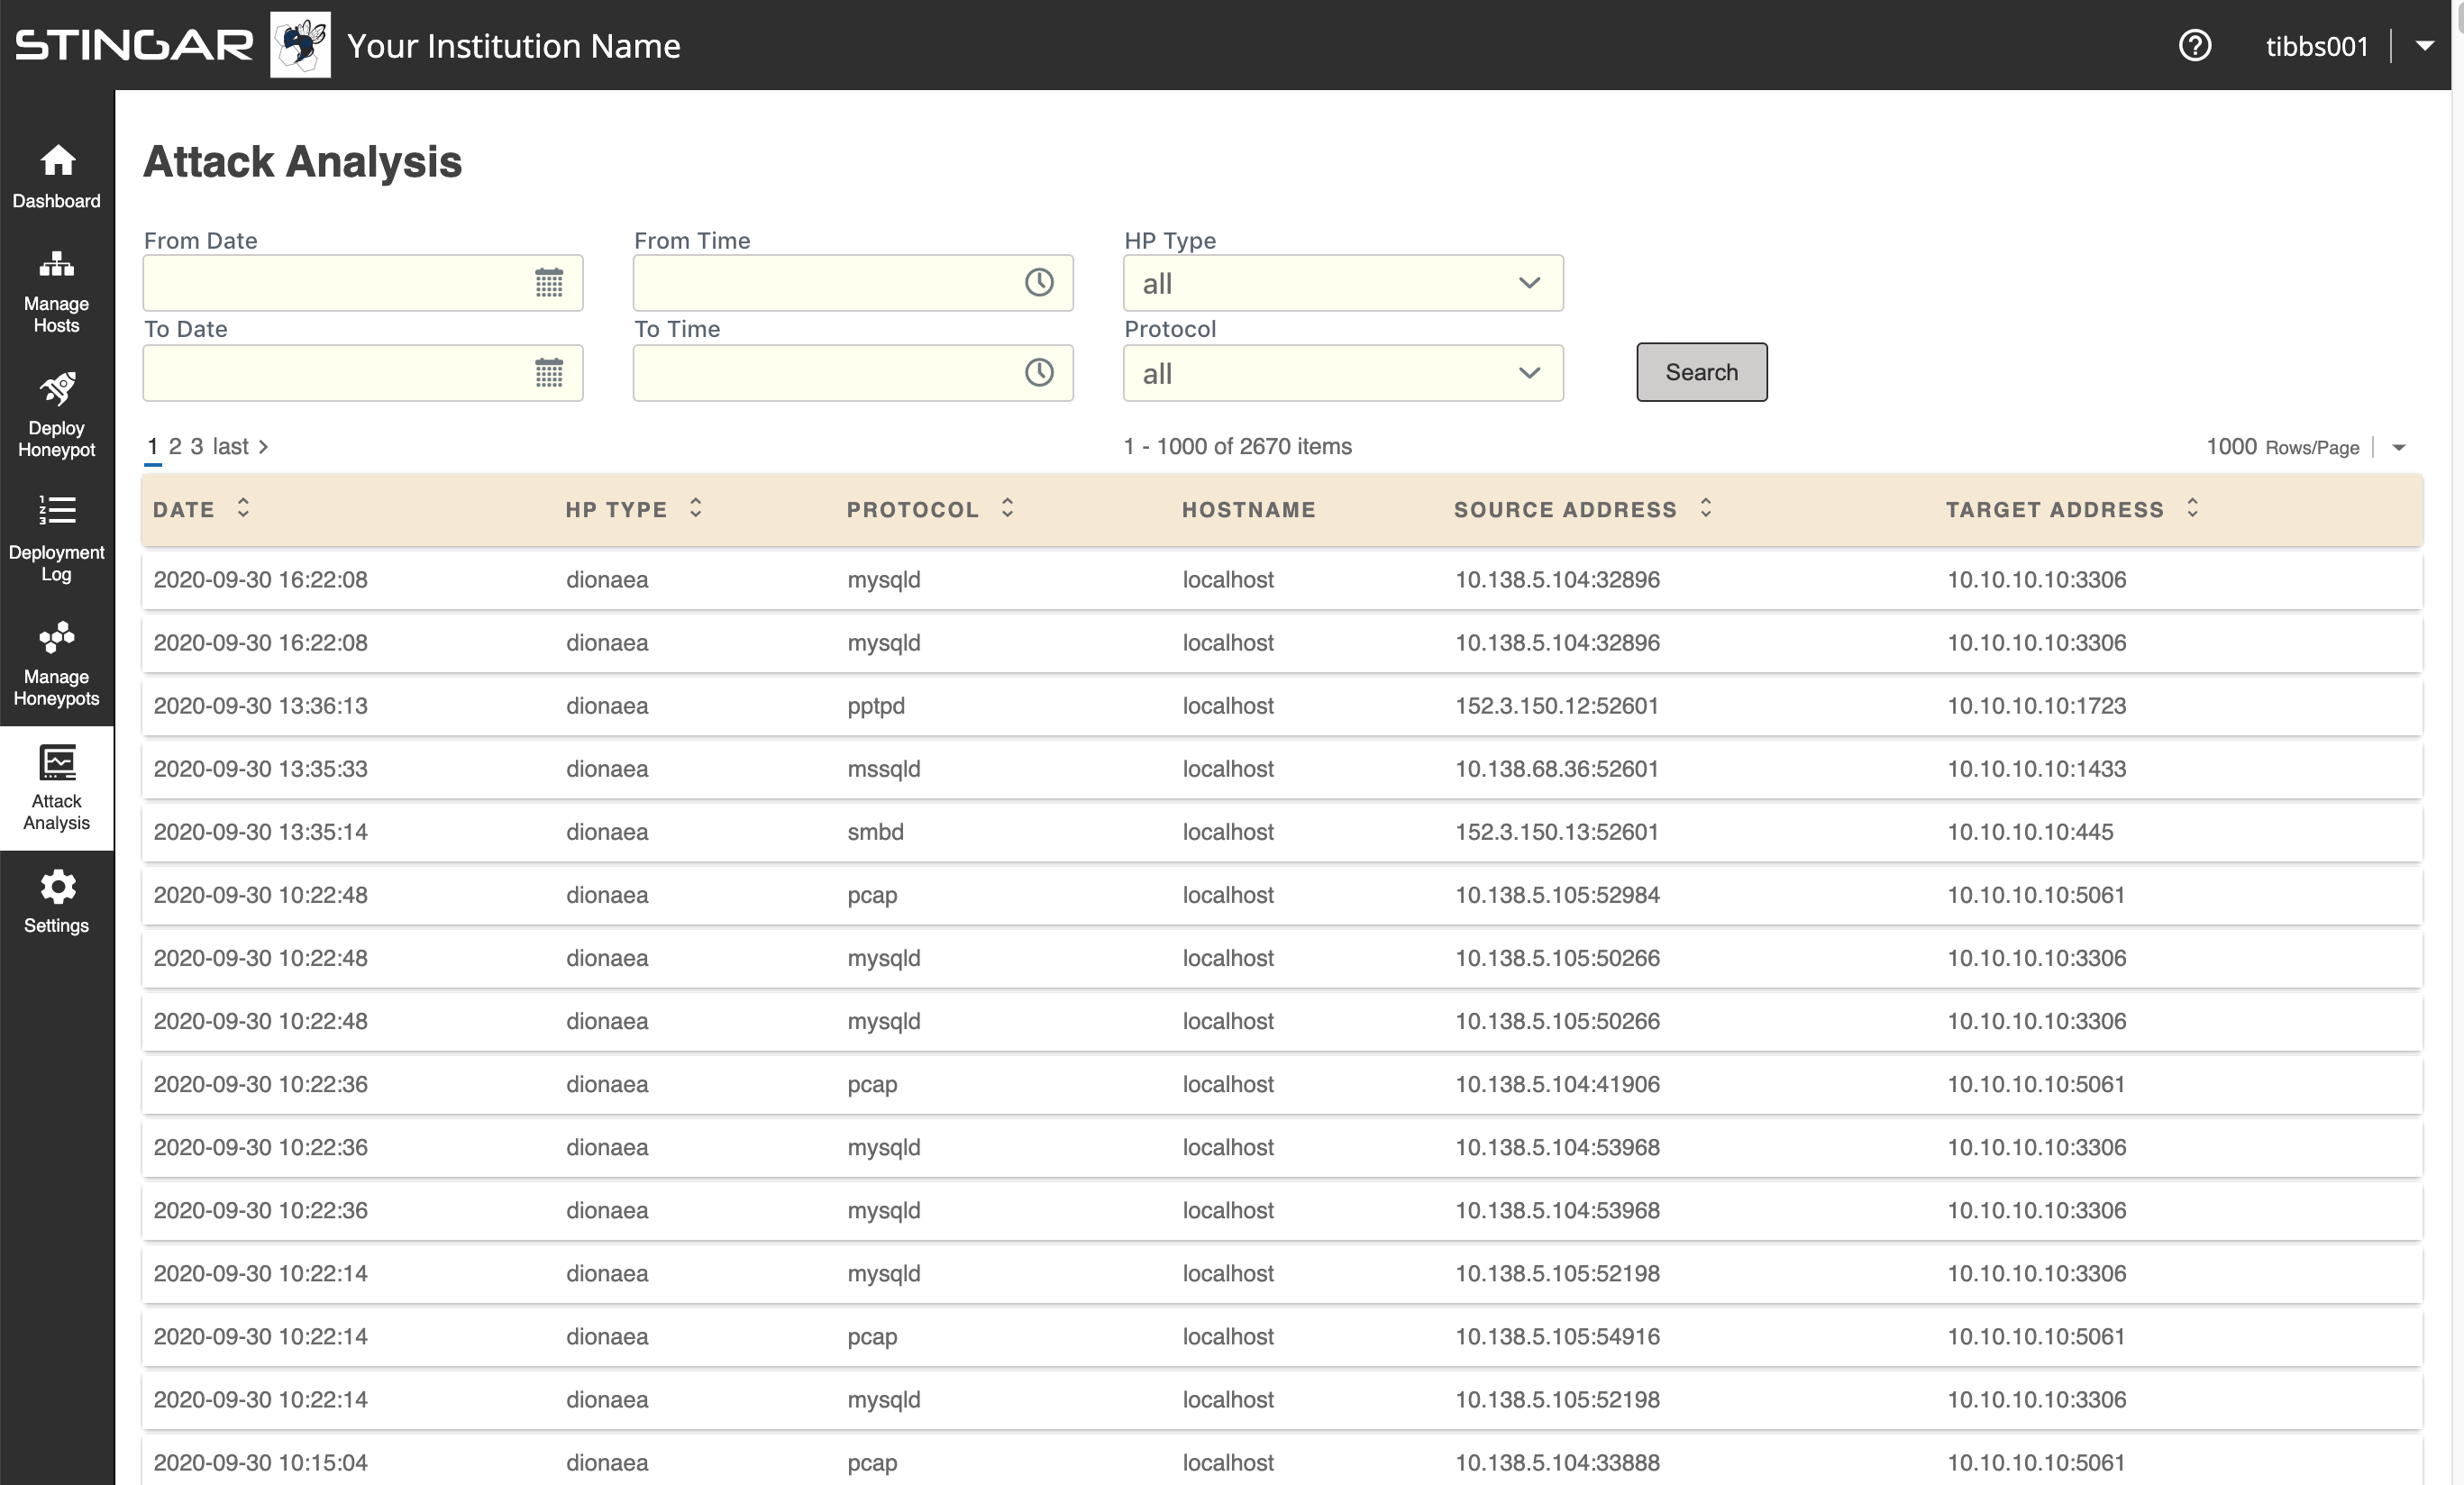 STINGAR Your Institution Name tibbs001
Dashboard
Manage
Hosts
Deploy
Honeypot
Deployment
Log
Manage
Honeypots
Attack
Analysis
Settings
Attack Analysis
From Date From Time HP Type
all
To Date To Time Protocol
all Search
1 2 3 last 1 - 1000 of 2670 items 1000 Rows/Page
DATE HP TYPE PROTOCOL HOSTNAME SOURCE ADDRESS TARGET ADDRESS
2020-09-30 16:22:08 dionaea mysqld localhost 10.138.5.104:32896 10.10.10.10:3306
2020-09-30 16:22:08 dionaea mysqld localhost 10.138.5.104:32896 10.10.10.10:3306
2020-09-30 13:36:13 dionaea pptpd localhost 152.3.150.12:52601 10.10.10.10:1723
2020-09-30 13:35:33 dionaea mssqld localhost 10.138.68.36:52601 10.10.10.10:1433
2020-09-30 13:35:14 dionaea smbd localhost 152.3.150.13:52601 10.10.10.10:445
2020-09-30 10:22:48 dionaea pcap localhost 10.138.5.105:52984 10.10.10.10:5061
2020-09-30 10:22:48 dionaea mysqld localhost 10.138.5.105:50266 10.10.10.10:3306
2020-09-30 10:22:48 dionaea mysqld localhost 10.138.5.105:50266 10.10.10.10:3306
2020-09-30 10:22:36 dionaea pcap localhost 10.138.5.104:41906 10.10.10.10:5061
2020-09-30 10:22:36 dionaea mysqld localhost 10.138.5.104:53968 10.10.10.10:3306
2020-09-30 10:22:36 dionaea mysqld localhost 10.138.5.104:53968 10.10.10.10:3306
2020-09-30 10:22:14 dionaea mysqld localhost 10.138.5.105:52198 10.10.10.10:3306
2020-09-30 10:22:14 dionaea pcap localhost 10.138.5.105:54916 10.10.10.10:5061
2020-09-30 10:22:14 dionaea mysqld localhost 10.138.5.105:52198 10.10.10.10:3306
2020-09-30 10:15:04 dionaea pcap localhost 10.138.5.104:33888 10.10.10.10:5061